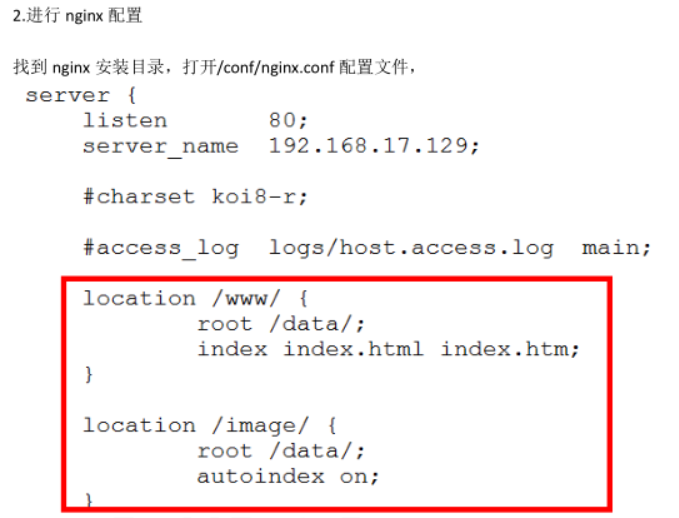 2.进行 nginx 配置
找到 nginx 安装目录，打开/conf/nginx.conf 配置文件，
server {
listen 80;
server_name 192.168.17.129;
#charset koi8-r;
#access_log logs/host.access.log main;
location /www/ {
root /data/;
index index.html index.htm;
}
location /image/ {
root /data/;
autoindex on;
}